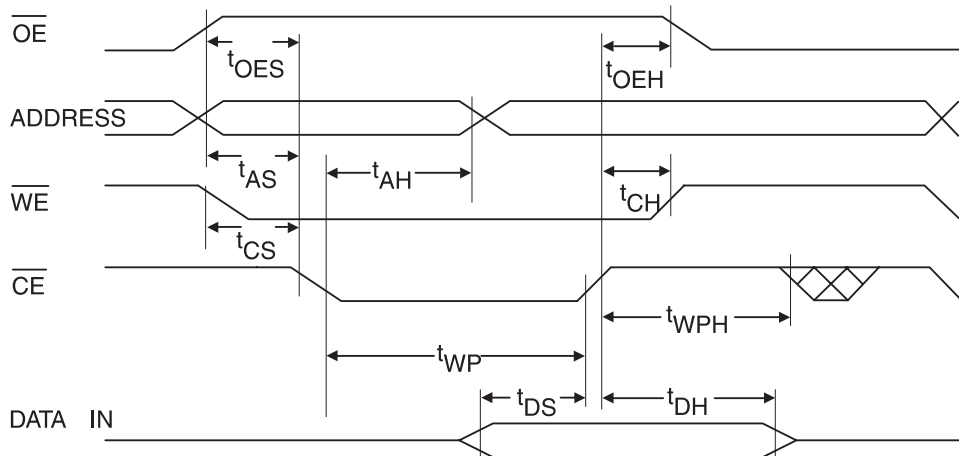 OE
tOES
tOEH
ADDRESS
tAS
tAH
tCH
WE
tCS
CE
tWPH
tWP
tDS
tDH
DATA IN